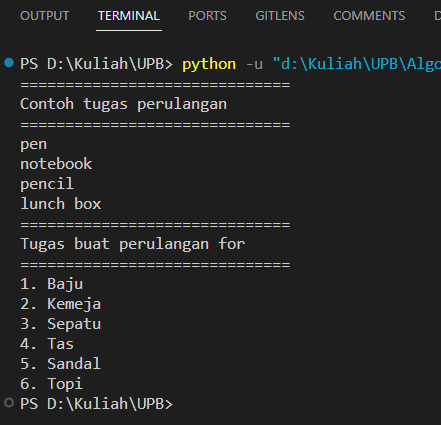 OUTPUT TERMINAL PORTS GITLENS COMMENTS
PS D:\Kuliah\UPB> python -u "d:\Kuliah\UPB\Algo
==============================
Contoh tugas perulangan
==============================
pen
notebook
pencil
lunch box
==============================
Tugas buat perulangan for
==============================
1. Baju
2. Kemeja
3. Sepatu
4. Tas
5. Sandal
6. Topi
PS D:\Kuliah\UPB>